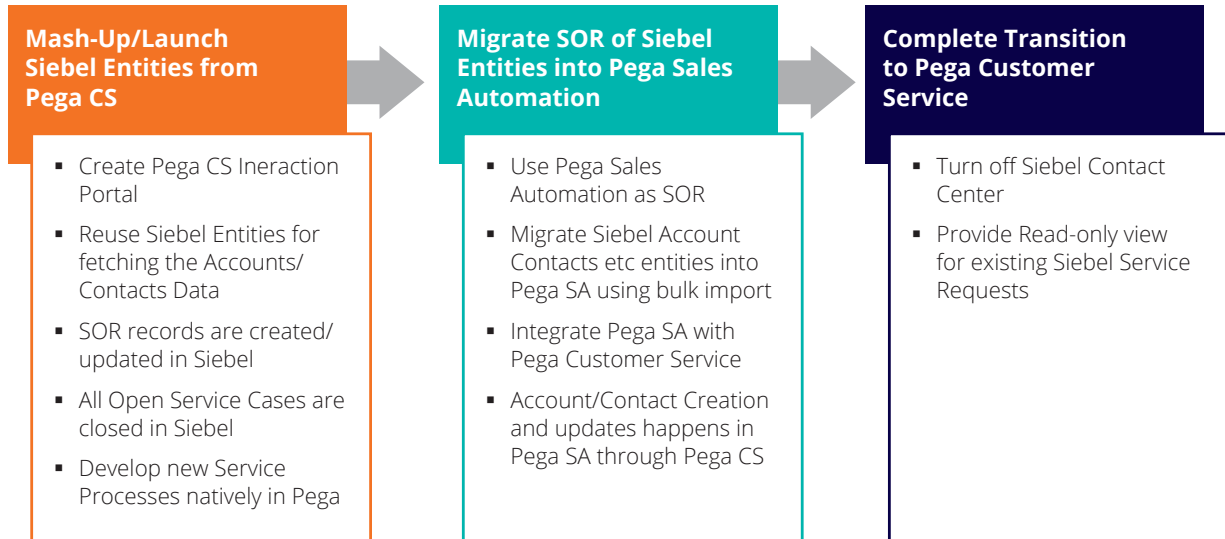 Mash-Up/Launch
Siebel Entities from
Pega CS
▪ Create Pega CS Ineraction
Portal
▪ Reuse Siebel Entities for
fetching the Accounts/
Contacts Data
▪ SOR records are created/
updated in Siebel
▪ All Open Service Cases are
closed in Siebel
▪ Develop new Service
Processes natively in Pega
Migrate SOR of Siebel
Entities into Pega Sales
Automation
▪ Use Pega Sales
Automation as SOR
▪ Migrate Siebel Account
Contacts etc entities into
Pega SA using bulk import
▪ Integrate Pega SA with
Pega Customer Service
▪ Account/Contact Creation
and updates happens in
Pega SA through Pega CS
Complete Transition
to Pega Customer
Service
▪ Turn off Siebel Contact
Center
▪ Provide Read-only view
for existing Siebel Service
Requests